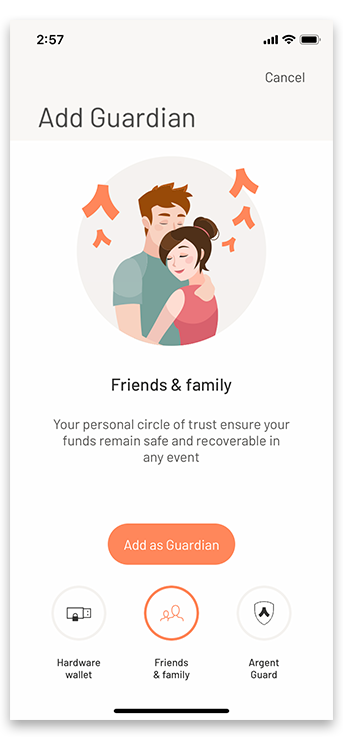 2:57
Cancel
Add Guardian
Friends & family
Your personal circle of trust ensure your
funds remain safe and recoverable in
any event
Add as Guardian
Hardware
wallet
Friends
& family
Argent
Guard